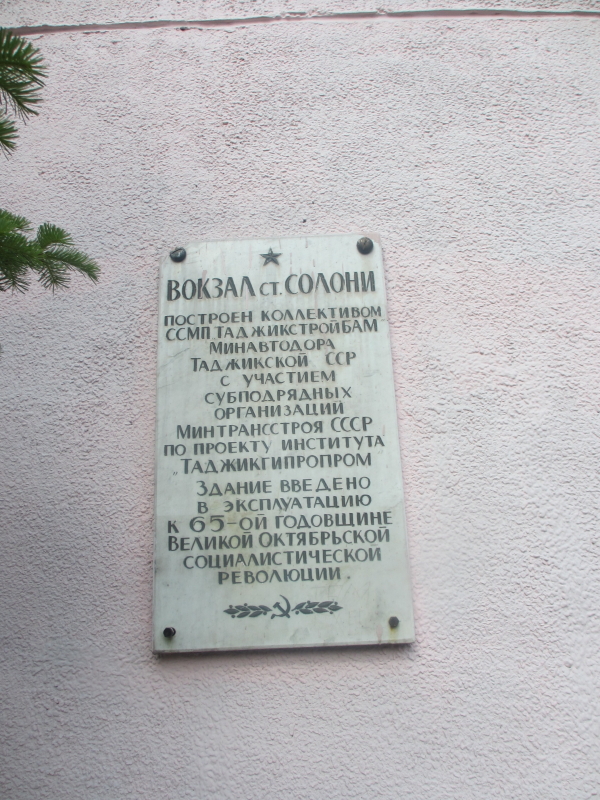 ВОКЗАЛ СТ. СОЛОНИ
ПОСТРОЕН КОЛЛЕКТИВОМ
ССМП ТАДЖИКСТРОЙБАМ
МИНАВТОДОРА
ТАДЖИКСКОЙ ССР
С УЧАСТИЕМ
СУБПОДРЯДНЫХ
ОРГАНИЗАЦИЙ
МИНТРАНССТРОЯ СССР
ПО ПРОЕКТУ ИНСТИТУТА
„ТАДЖИКГИПРОПРОМ
ЗДАНИЕ ВВЕДЕНО
В ЭКСПЛУАТАЦИЮ
К 65-ОЙ ГОДОВЩИНЕ
ВЕЛИКОЙ ОКТЯБРЬСКОЙ
СОЦИАЛИСТИЧЕСКОЙ
РЕВОЛЮЦИИ.